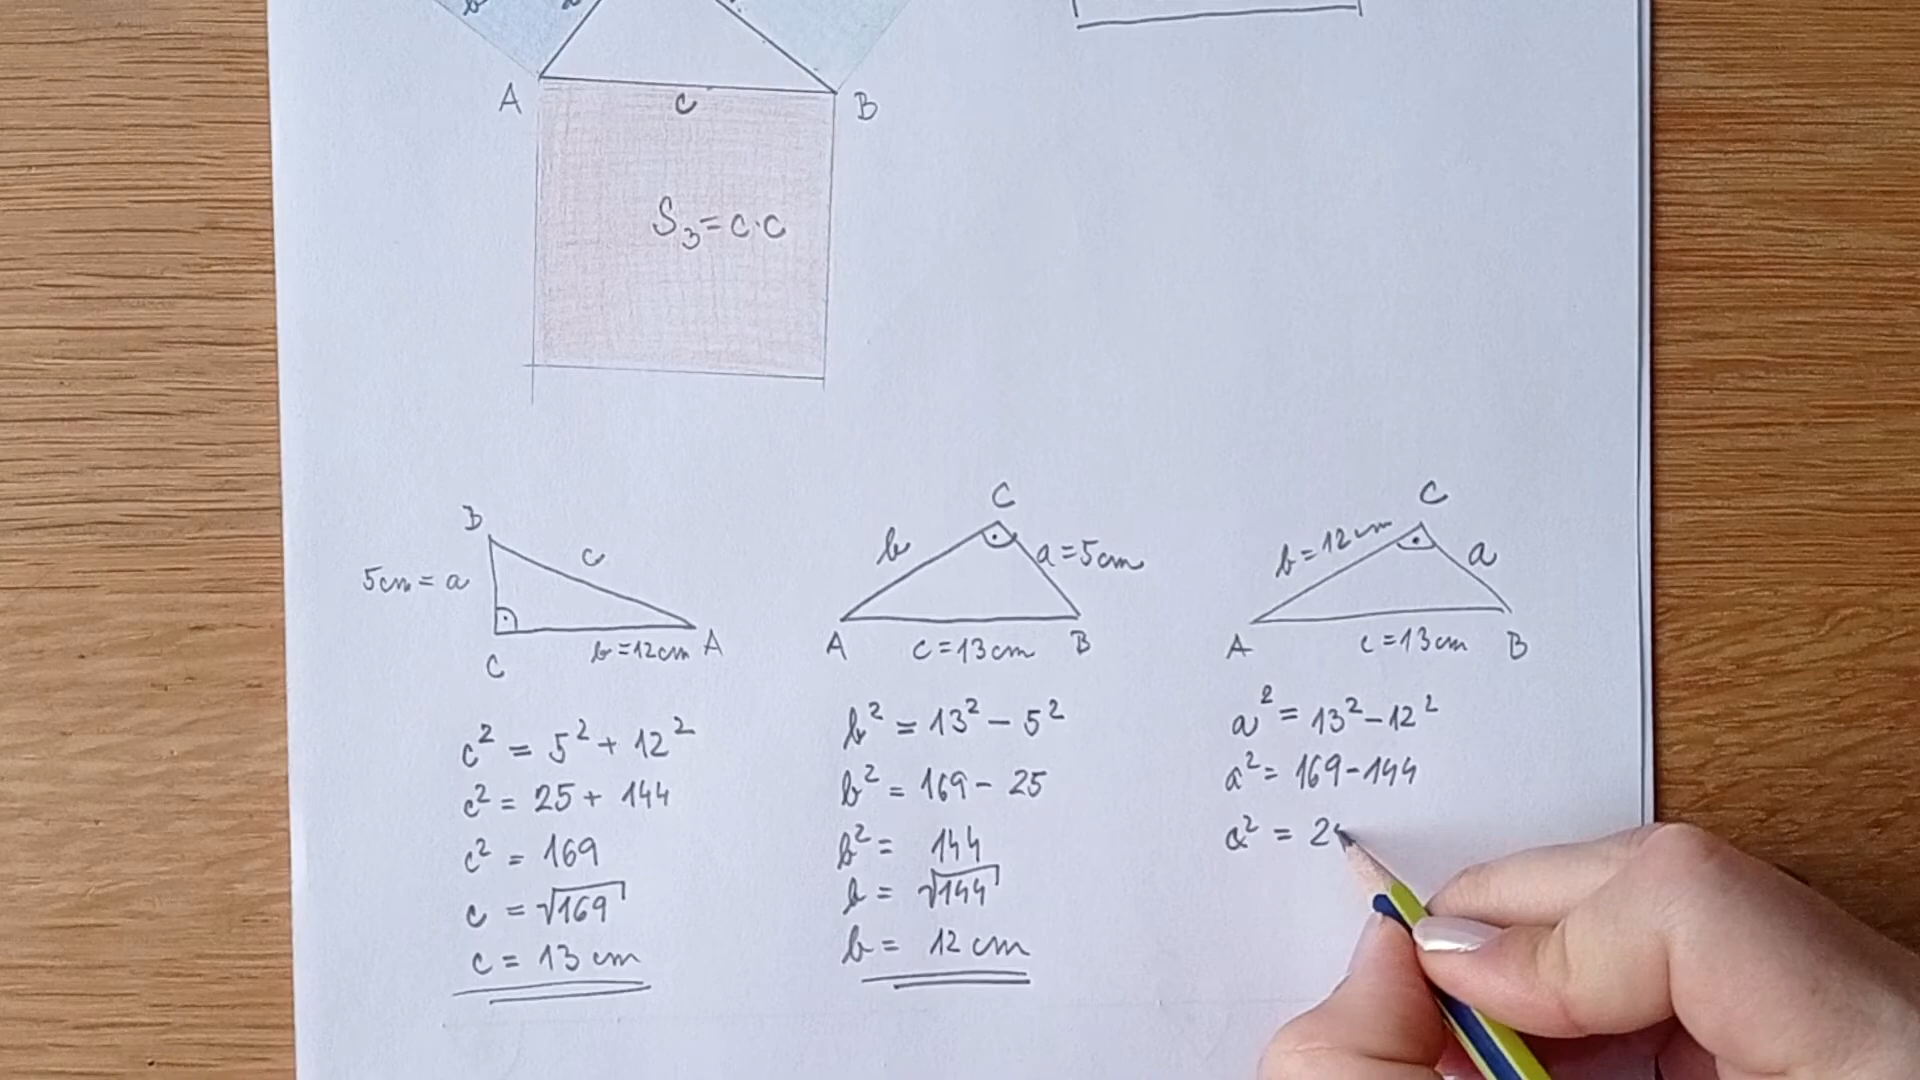 A
c
B
S₃=c·c
B
c
5cm = a
C
b=12cm
A
c² = 5² + 12²
c² = 25 + 144
c² = 169
c = √169
c = 13 cm
C
b
a=5cm
A
c=13cm
B
b² = 13² − 5²
b² = 169 − 25
b² = 144
b = √144
b = 12 cm
C
b=12cm
a
A
c=13cm
B
a² = 13² − 12²
a² = 169 − 144
a² = 2